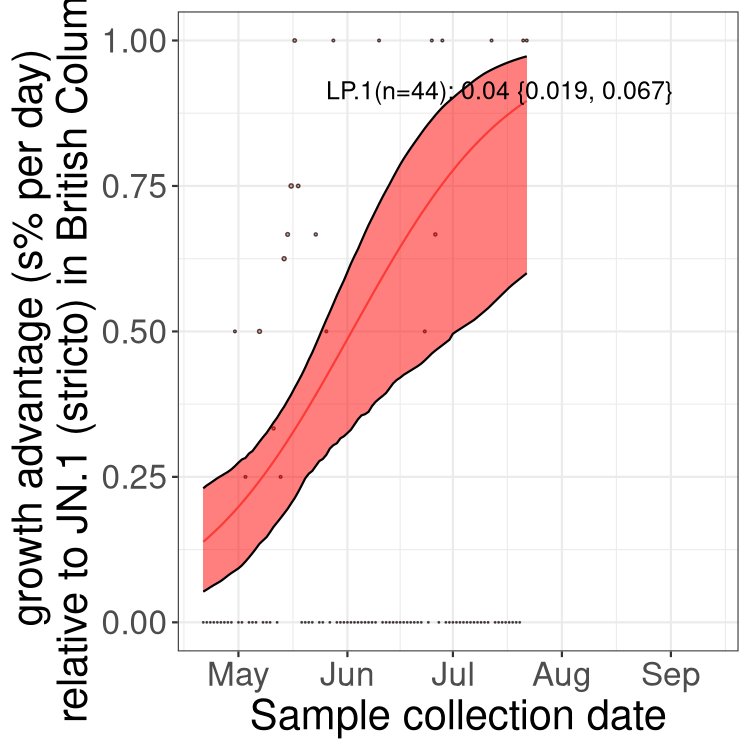 growth advantage (s% per day)
relative to JN.1 (stricto) in British Colum
1.00
0.75
0.50
0.25
0.00
LP.1(n=44): 0.04 {0.019, 0.067}
May Jun Jul Aug Sep
Sample collection date